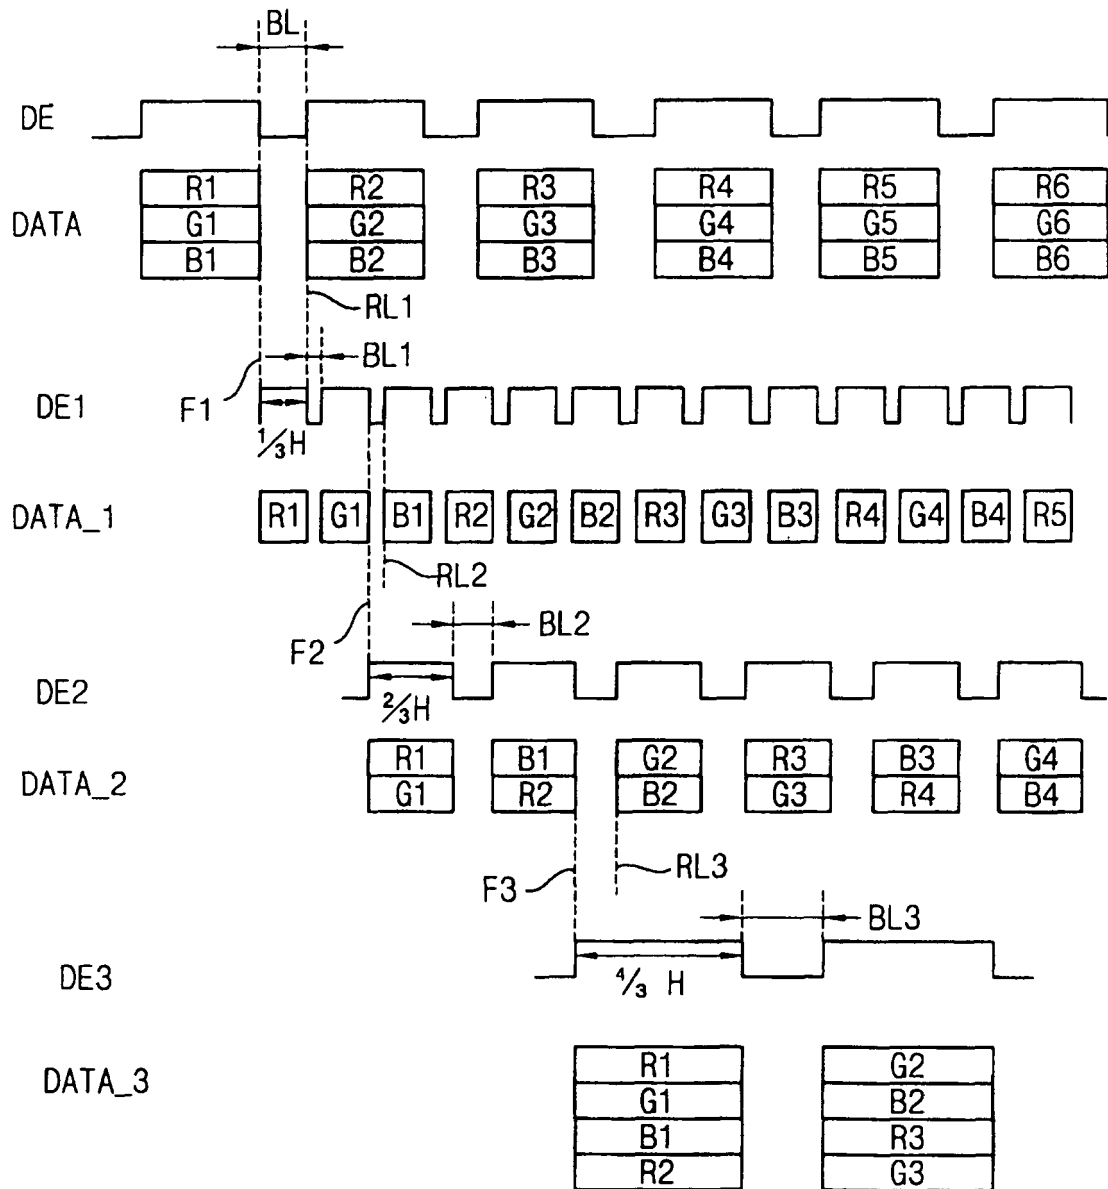 BL
DE
DATA
R1 R2 R3 R4 R5 R6
G1 G2 G3 G4 G5 G6
B1 B2 B3 B4 B5 B6
RL1
BL1
F1
DE1
1/3H
DATA_1
R1 G1 B1 R2 G2 B2 R3 G3 B3 R4 G4 B4 R5
RL2
F2
BL2
DE2
2/3H
DATA_2
R1 B1 G2 R3 B3 G4
G1 R2 B2 G3 R4 B4
F3
RL3
BL3
DE3
4/3 H
DATA_3
R1 G2
G1 B2
B1 R3
R2 G3